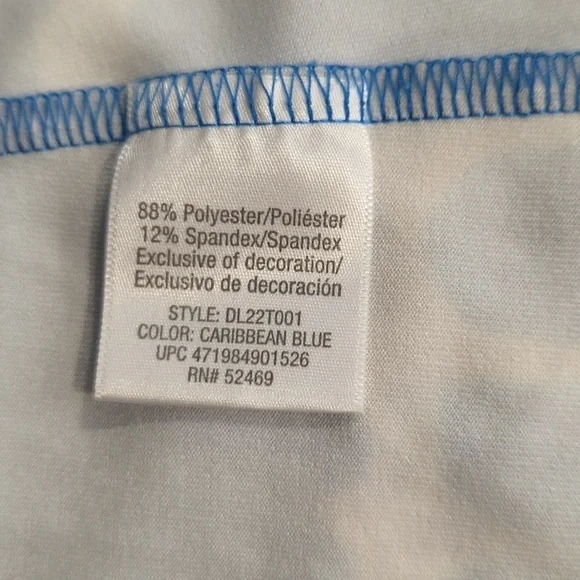 88% Polyester/Poliéster
12% Spandex/Spandex
Exclusive of decoration/
Exclusivo de decoración
STYLE: DL22T001
COLOR: CARIBBEAN BLUE
UPC 471984901526
RN# 52469